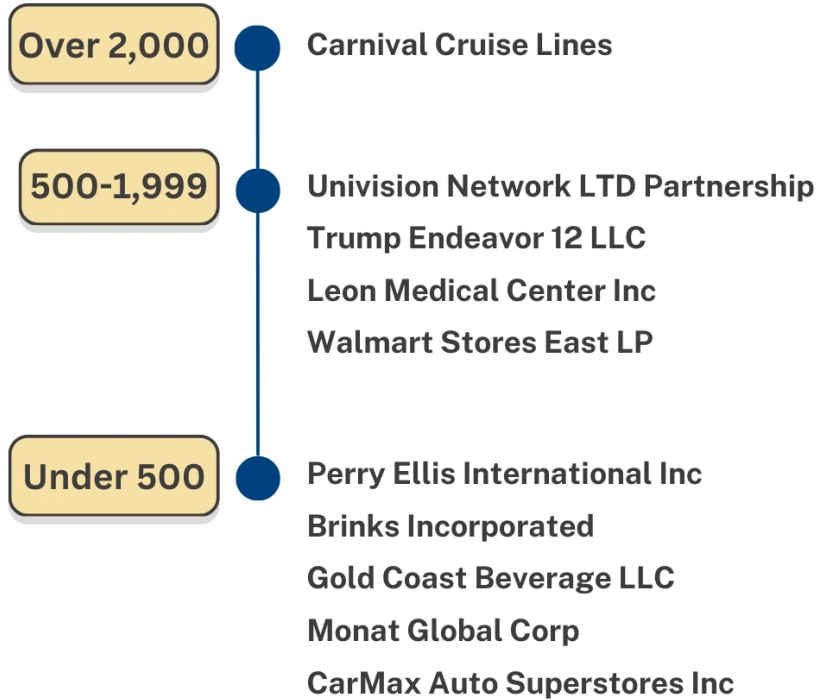 Over 2,000
Carnival Cruise Lines
500-1,999
Univision Network LTD Partnership
Trump Endeavor 12 LLC
Leon Medical Center Inc
Walmart Stores East LP
Under 500
Perry Ellis International Inc
Brinks Incorporated
Gold Coast Beverage LLC
Monat Global Corp
CarMax Auto Superstores Inc